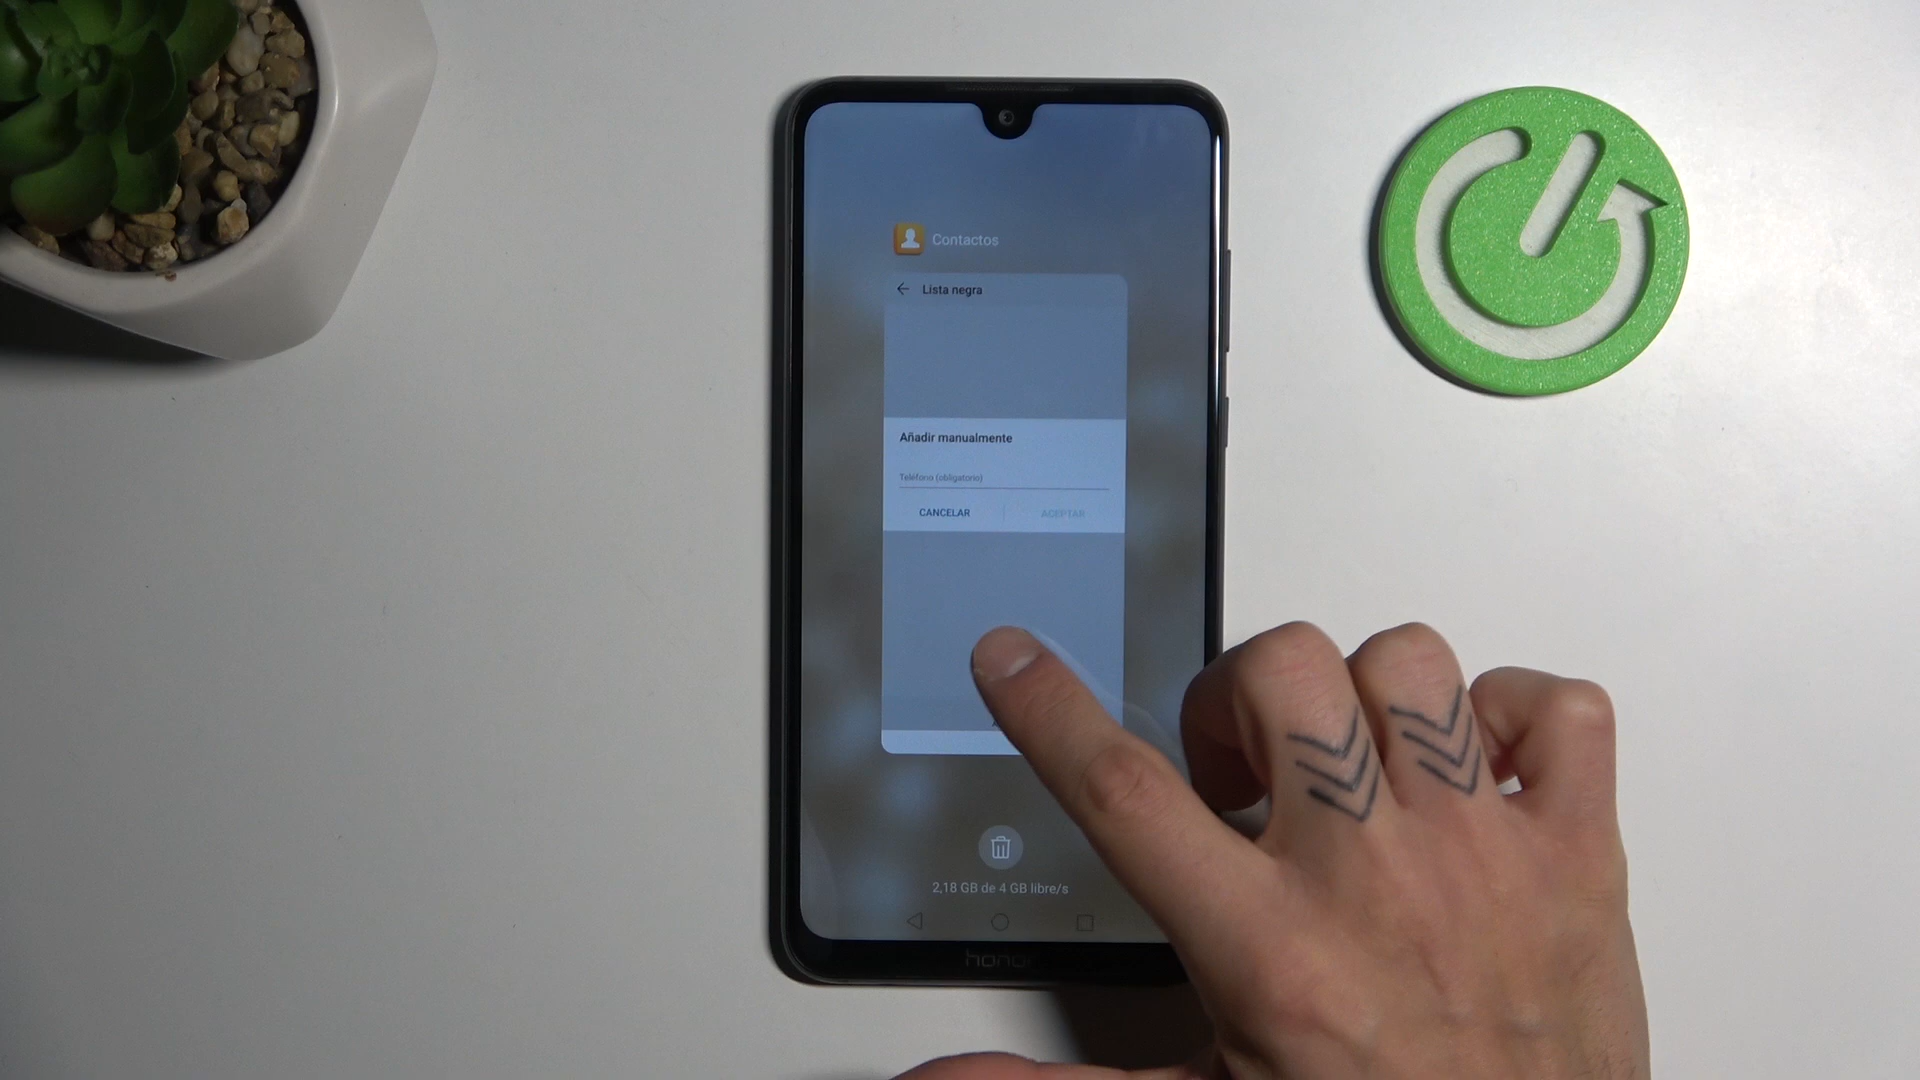 Contactos
Lista negra
Añadir manualmente
Teléfono (obligatorio)
CANCELAR
ACEPTAR
2,18 GB de 4 GB libre/s
honor